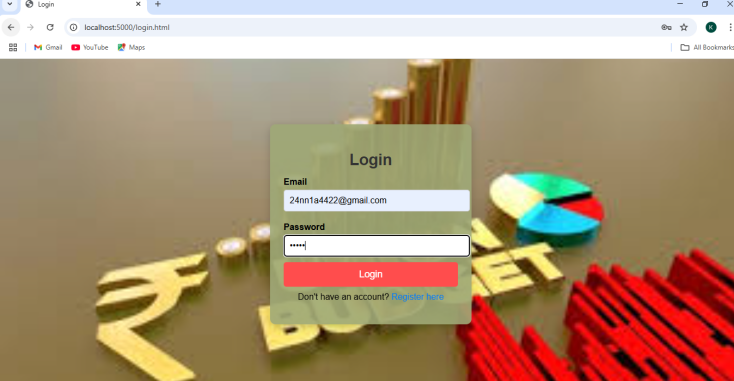 Login
localhost:5000/login.html
K
Gmail YouTube Maps
All Bookmarks
Login
Email
24nn1a4422@gmail.com
Password
•••••
Login
Don't have an account? Register here